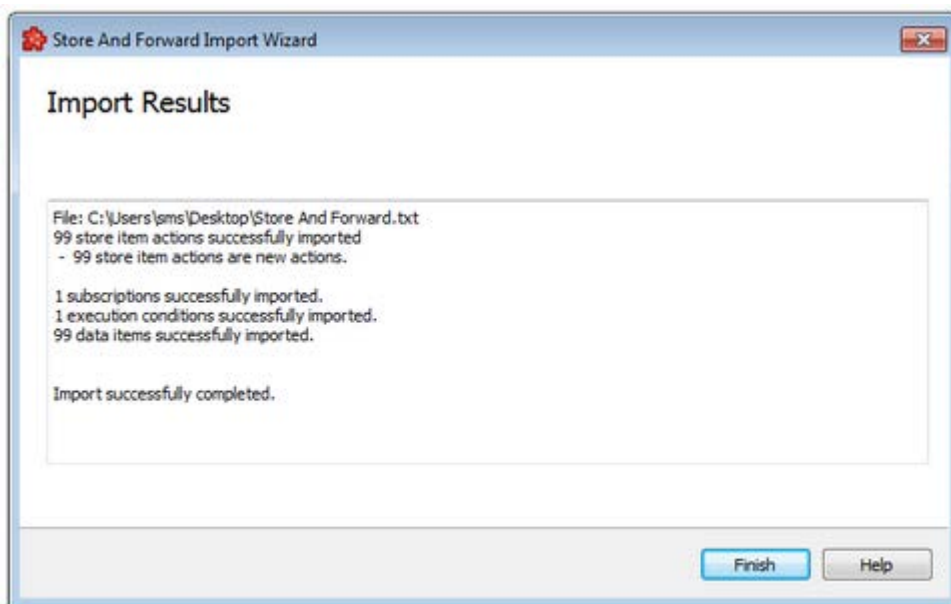 Store And Forward Import Wizard
Import Results
File: C:\Users\sms\Desktop\Store And Forward.txt
99 store item actions successfully imported
- 99 store item actions are new actions.
1 subscriptions successfully imported.
1 execution conditions successfully imported.
99 data items successfully imported.
Import successfully completed.
Finish
Help